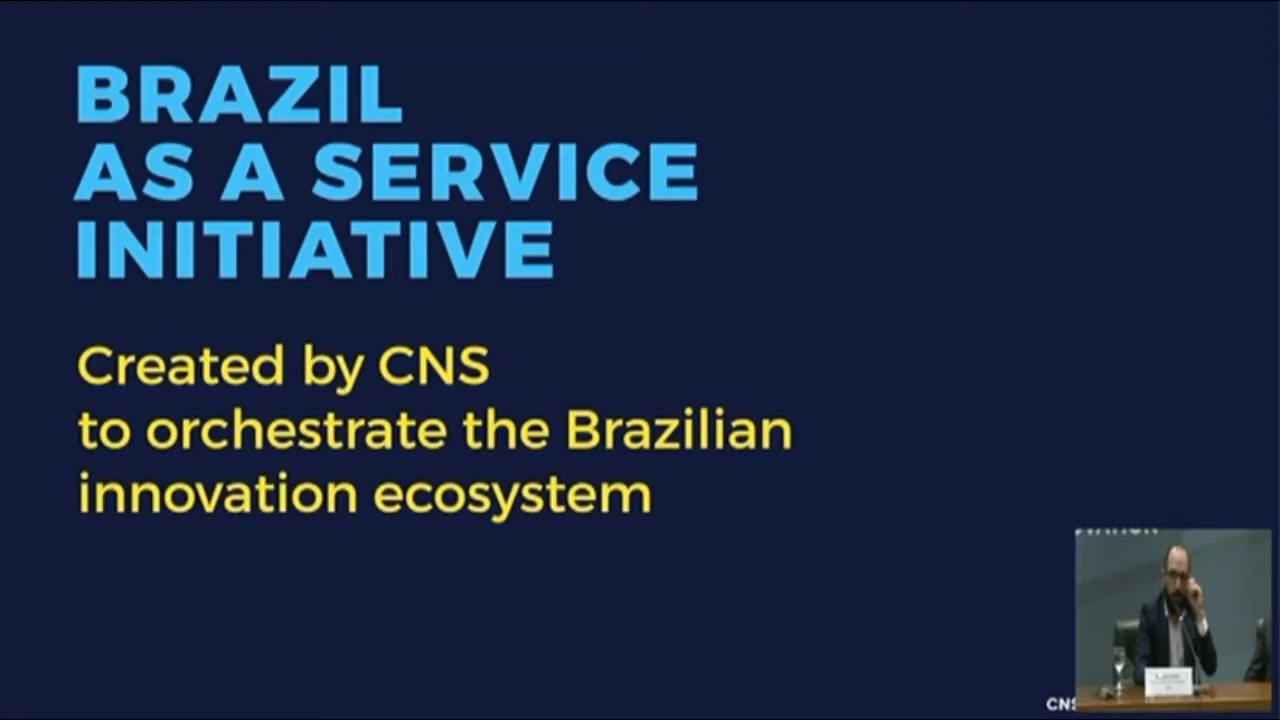 BRAZIL
AS A SERVICE
INITIATIVE
Created by CNS
to orchestrate the Brazilian
innovation ecosystem
CNS